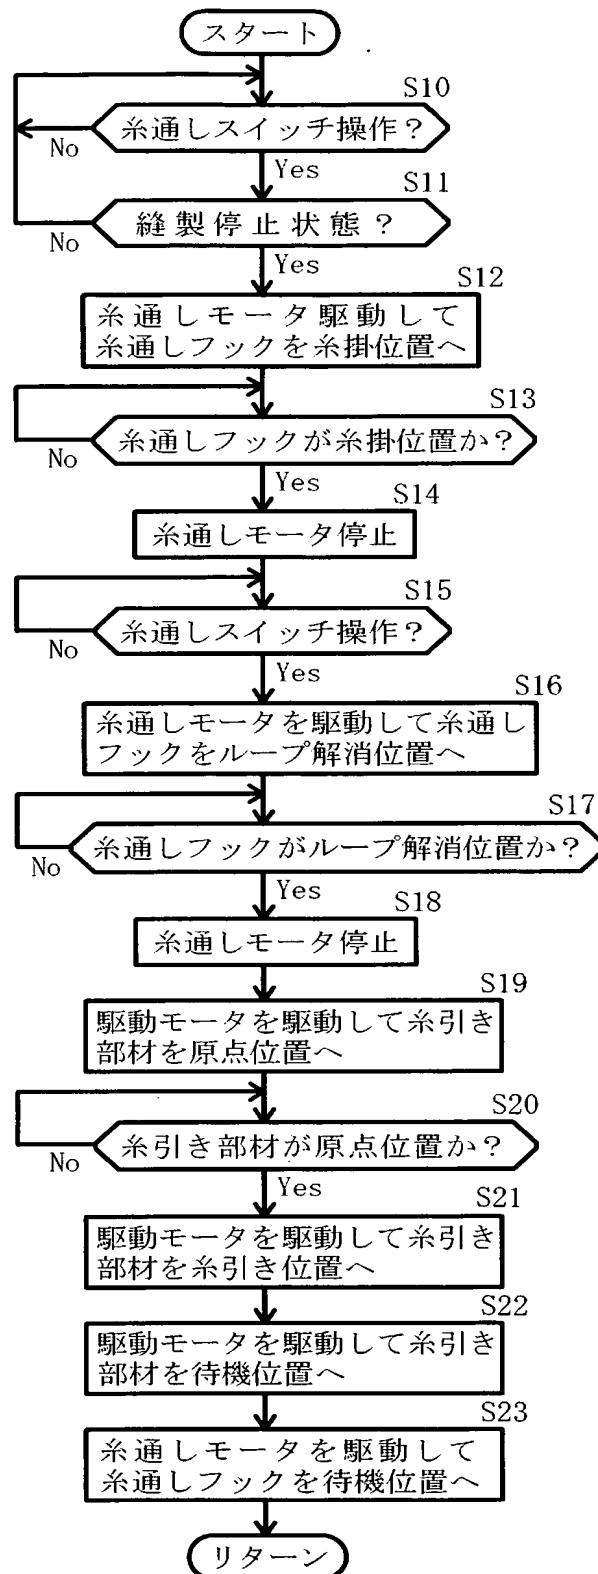 スタート
S10
糸通しスイッチ操作？
No
Yes
S11
縫製停止状態？
No
Yes
S12
糸通しモータ駆動して
糸通しフックを糸掛位置へ
S13
糸通しフックが糸掛位置か？
No
Yes
S14
糸通しモータ停止
S15
糸通しスイッチ操作？
No
Yes
S16
糸通しモータを駆動して糸通し
フックをループ解消位置へ
S17
糸通しフックがループ解消位置か？
No
Yes
S18
糸通しモータ停止
S19
駆動モータを駆動して糸引き
部材を原点位置へ
S20
糸引き部材が原点位置か？
No
Yes
S21
駆動モータを駆動して糸引き
部材を糸引き位置へ
S22
駆動モータを駆動して糸引き
部材を待機位置へ
S23
糸通しモータを駆動して
糸通しフックを待機位置へ
リターン